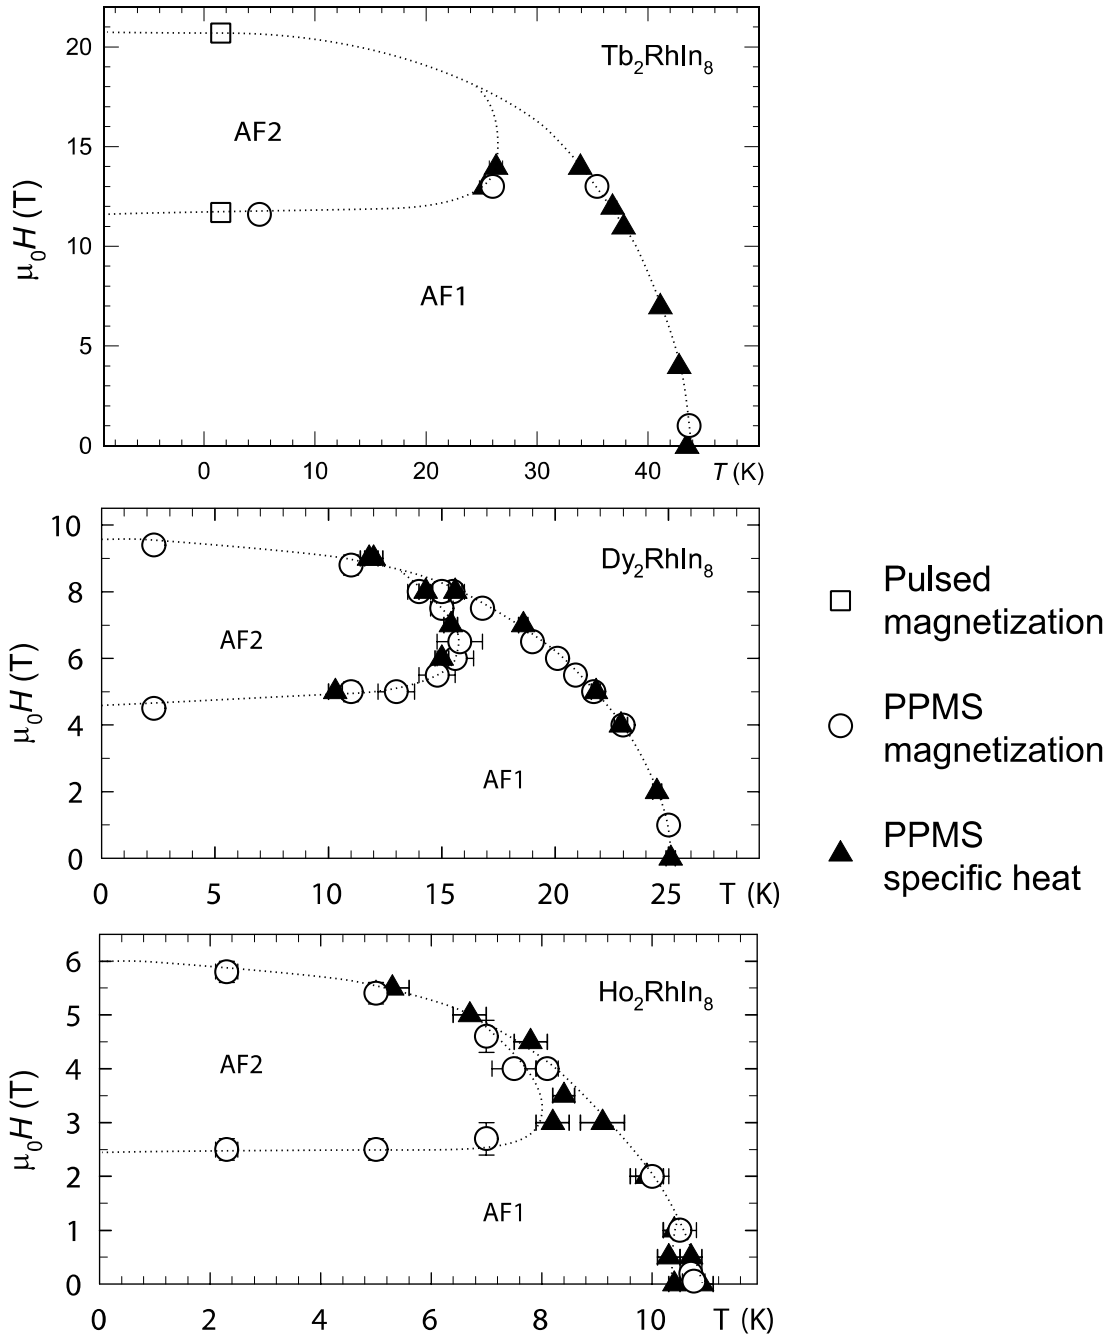 Tb₂RhIn₈
20
15
10
5
0
AF2
AF1
μ₀H (T)
0 10 20 30 40 T (K)
Dy₂RhIn₈
10
8
6
4
2
0
AF2
AF1
μ₀H (T)
0 5 10 15 20 25 T (K)
Pulsed
magnetization
PPMS
magnetization
PPMS
specific heat
Ho₂RhIn₈
6
5
4
3
2
1
0
AF2
AF1
μ₀H (T)
0 2 4 6 8 10 T (K)